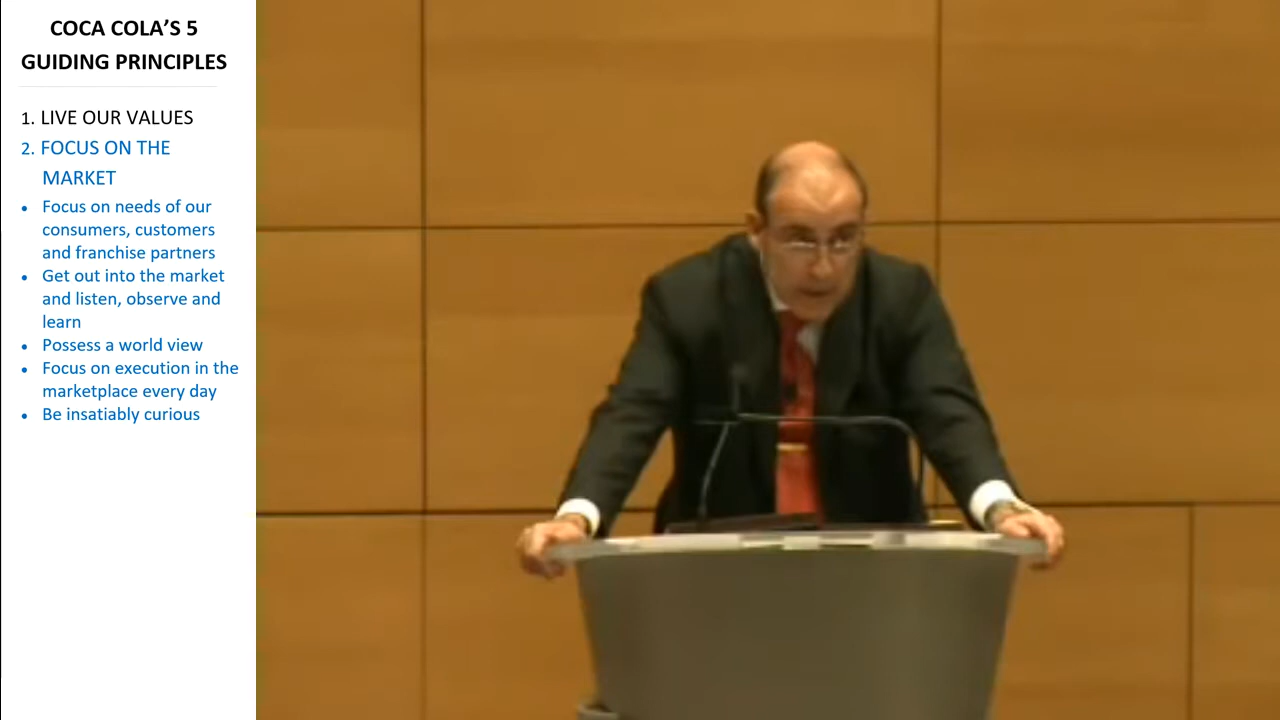 COCA COLA’S 5
GUIDING PRINCIPLES
1. LIVE OUR VALUES
2. FOCUS ON THE
MARKET
• Focus on needs of our
consumers, customers
and franchise partners
• Get out into the market
and listen, observe and
learn
• Possess a world view
• Focus on execution in the
marketplace every day
• Be insatiably curious